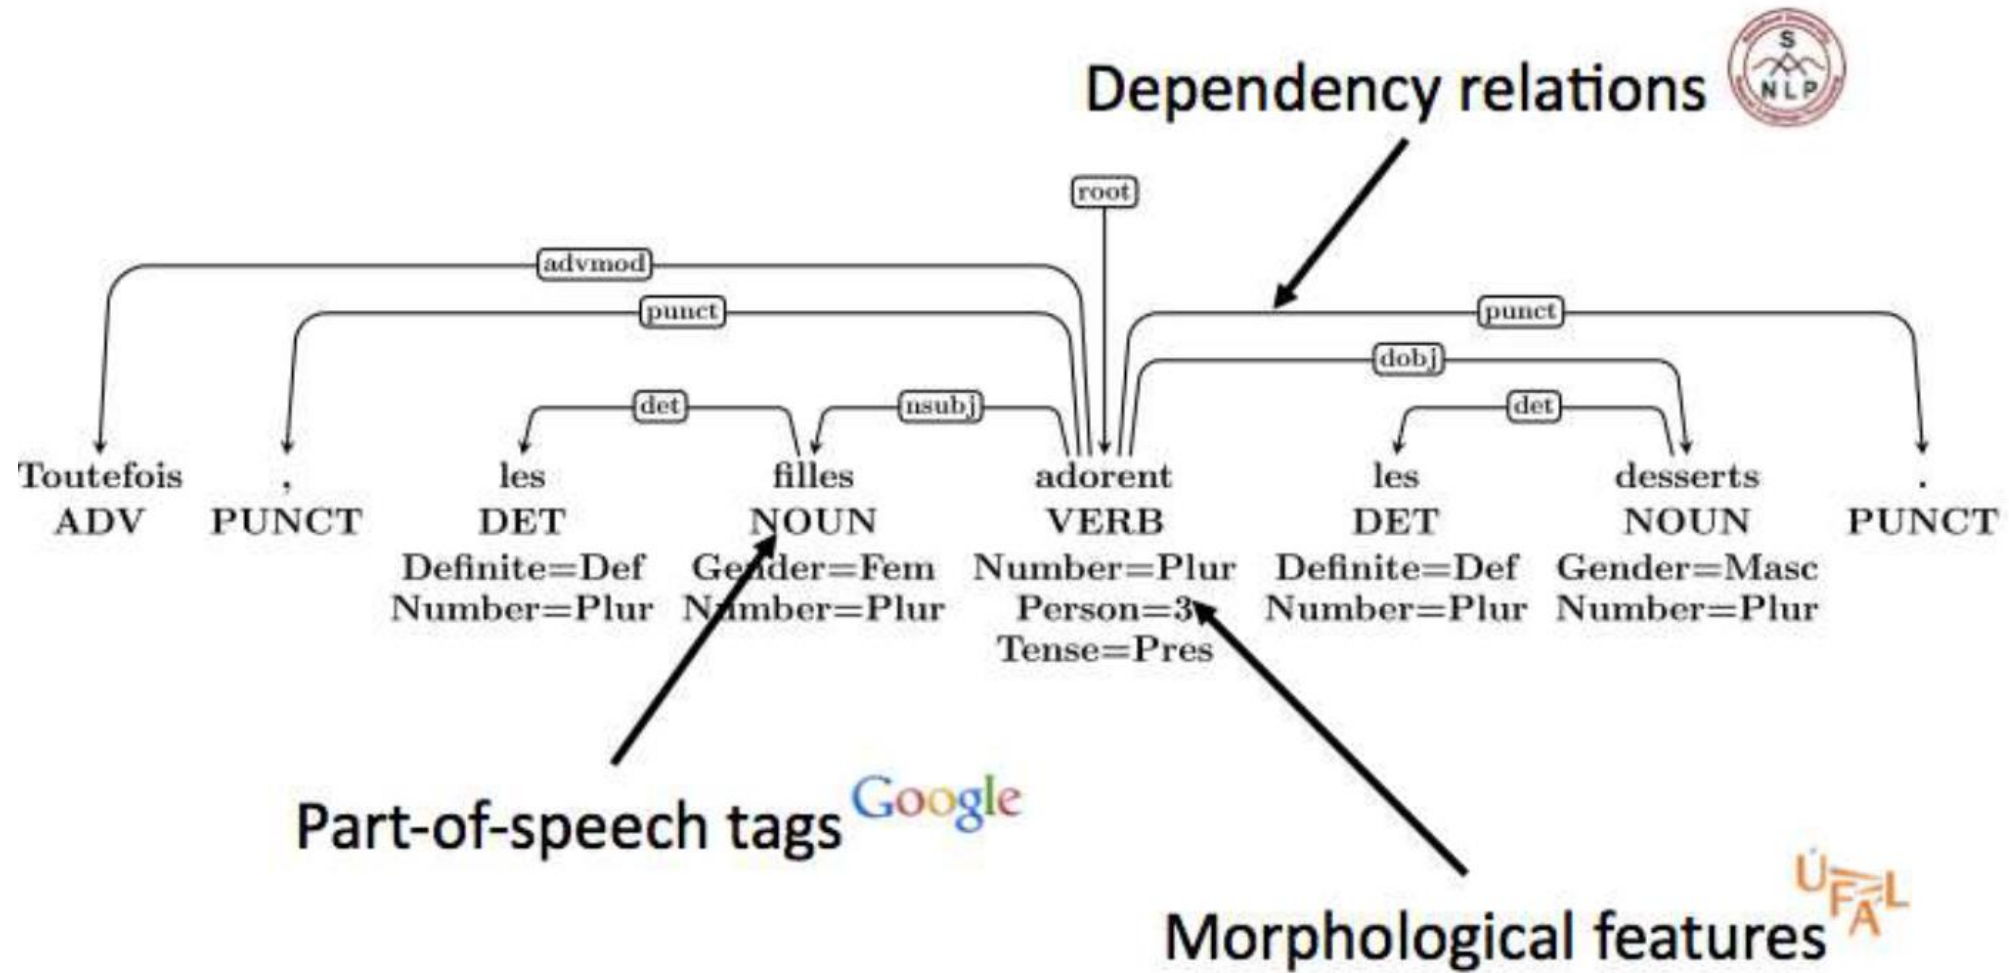 Dependency relations
S
NLP
root
advmod
punct
punct
dobj
det
nsubj
det
Toutefois , les filles adorent les desserts .
ADV PUNCT DET NOUN VERB DET NOUN PUNCT
Definite=Def Gender=Fem Number=Plur Definite=Def Gender=Masc
Number=Plur Number=Plur Person=3 Number=Plur Number=Plur
Tense=Pres
Part-of-speech tags Google
ÚFAL
Morphological features